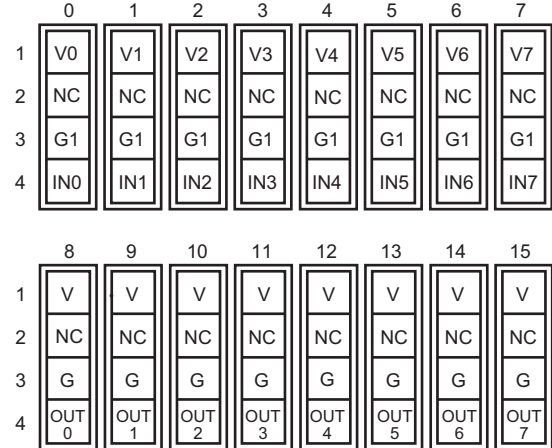 0 1 2 3 4 5 6 7
1 V0 V1 V2 V3 V4 V5 V6 V7
2 NC NC NC NC NC NC NC NC
3 G1 G1 G1 G1 G1 G1 G1 G1
4 IN0 IN1 IN2 IN3 IN4 IN5 IN6 IN7
8 9 10 11 12 13 14 15
1 V V V V V V V V
2 NC NC NC NC NC NC NC NC
3 G G G G G G G G
4 OUT OUT OUT OUT OUT OUT OUT OUT
0 1 2 3 4 5 6 7